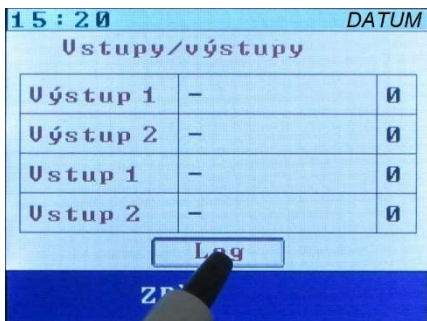 15:20 DATUM
Vstupy/výstupy
Výstup 1 – 0
Výstup 2 – 0
Vstup 1 – 0
Vstup 2 – 0
Log